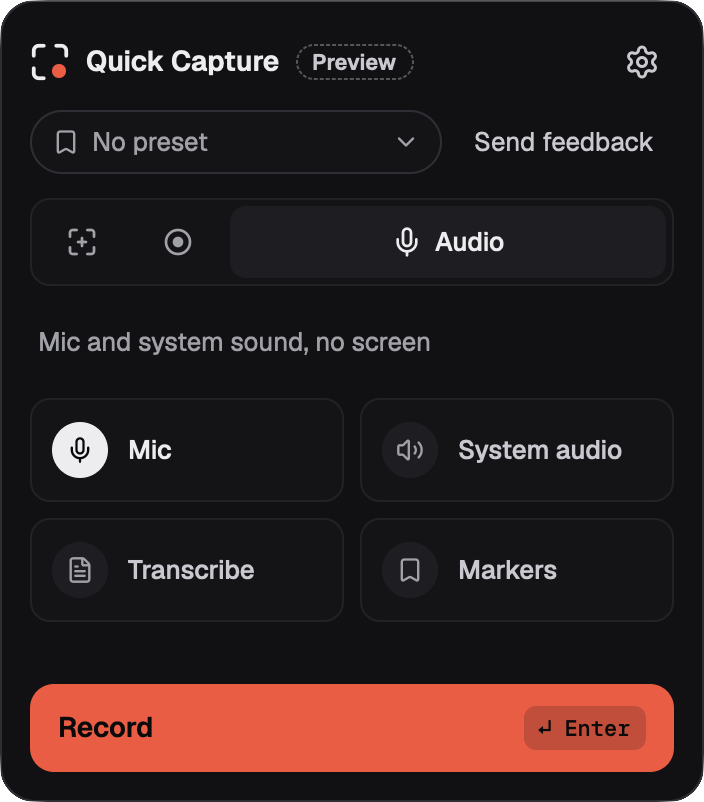 Quick Capture Preview
No preset Send feedback
Audio
Mic and system sound, no screen
Mic System audio
Transcribe Markers
Record ↵ Enter